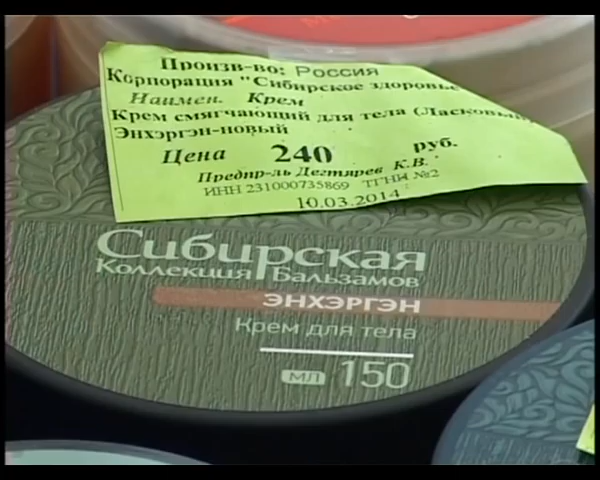 Произв-во: Россия
Корпорация "Сибирское здоровье
Наимен. Крем
Крем смягчающий для тела (Ласковый
Энхэргэн-новый
Цена 240 руб.
Предпр-ль Дегтярев К.В.
ИНН 231000735869 ТГНИ №2
10.03.2014
Сибирская
Коллекция Бальзамов
ЭНХЭРГЭН
Крем для тела
МЛ 150